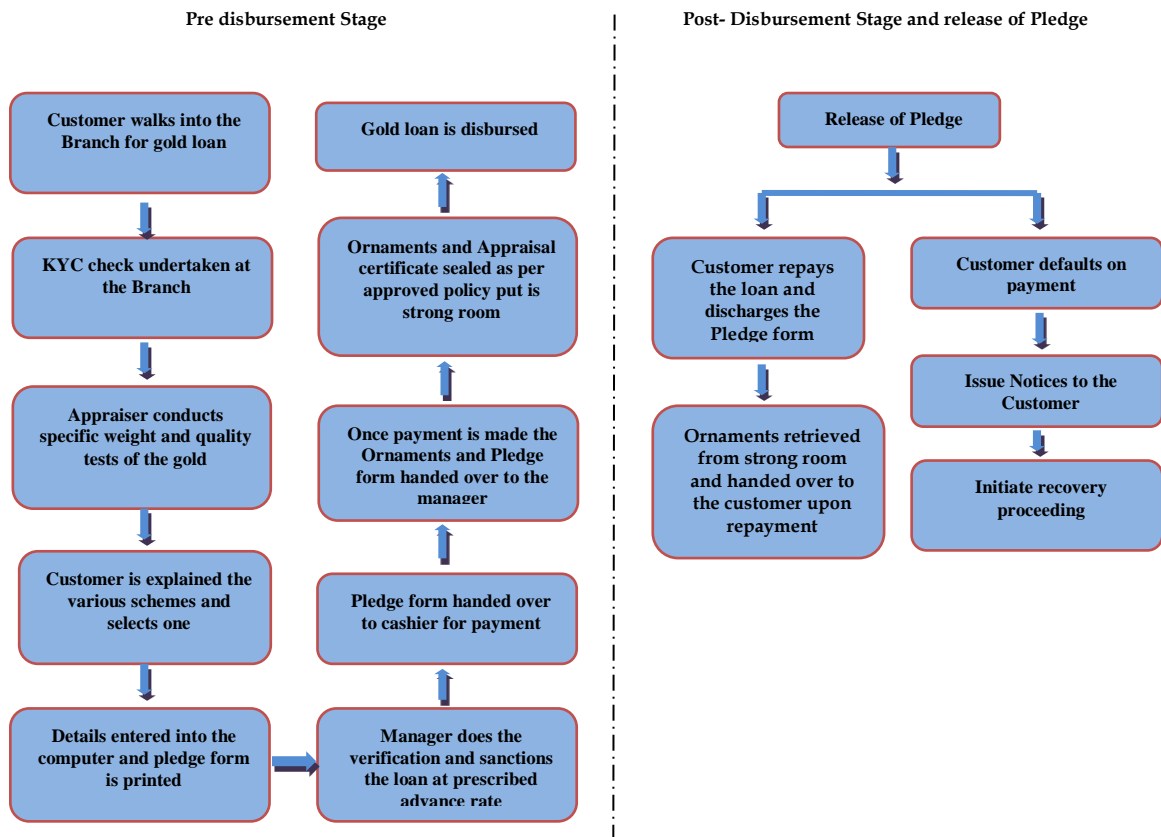 Pre disbursement Stage
Customer walks into the
Branch for gold loan
KYC check undertaken at
the Branch
Appraiser conducts
specific weight and quality
tests of the gold
Customer is explained the
various schemes and
selects one
Details entered into the
computer and pledge form
is printed
Manager does the
verification and sanctions
the loan at prescribed
advance rate
Pledge form handed over
to cashier for payment
Once payment is made the
Ornaments and Pledge
form handed over to the
manager
Ornaments and Appraisal
certificate sealed as per
approved policy put is
strong room
Gold loan is disbursed
Post- Disbursement Stage and release of Pledge
Release of Pledge
Customer repays
the loan and
discharges the
Pledge form
Ornaments retrieved
from strong room
and handed over to
the customer upon
repayment
Customer defaults on
payment
Issue Notices to the
Customer
Initiate recovery
proceeding